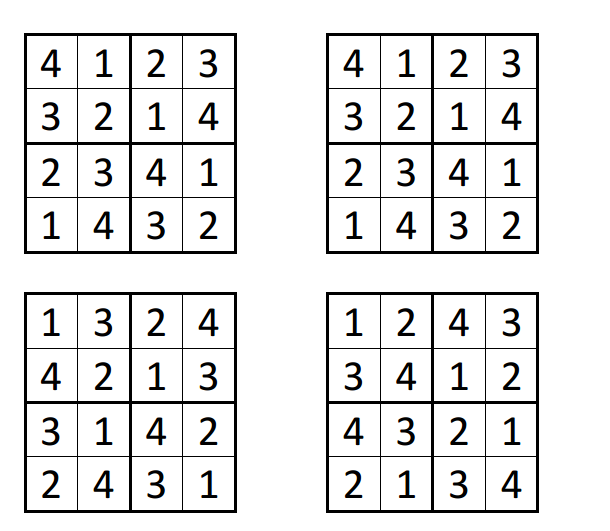 4 1 2 3
3 2 1 4
2 3 4 1
1 4 3 2
4 1 2 3
3 2 1 4
2 3 4 1
1 4 3 2
1 3 2 4
4 2 1 3
3 1 4 2
2 4 3 1
1 2 4 3
3 4 1 2
4 3 2 1
2 1 3 4